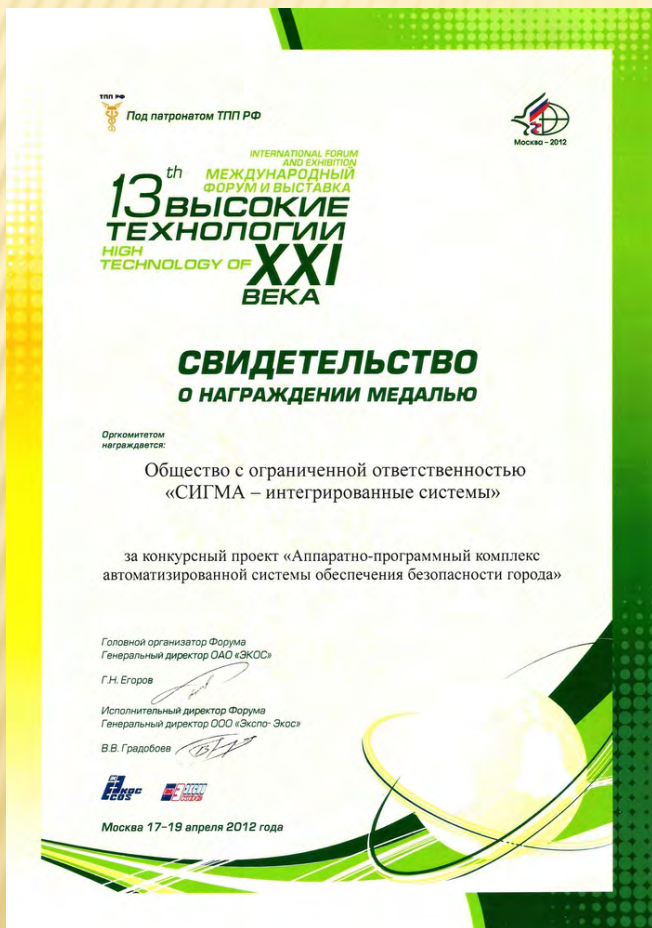 ТПП РФ
Под патронатом ТПП РФ
Москва – 2012
INTERNATIONAL FORUM
AND EXHIBITION
МЕЖДУНАРОДНЫЙ
ФОРУМ И ВЫСТАВКА
13th ВЫСОКИЕ
ТЕХНОЛОГИИ
HIGH
TECHNOLOGY OF XXI
ВЕКА
СВИДЕТЕЛЬСТВО
О НАГРАЖДЕНИИ МЕДАЛЬЮ
Оргкомитетом
награждается:
Общество с ограниченной ответственностью
«СИГМА – интегрированные системы»
за конкурсный проект «Аппаратно-программный комплекс
автоматизированной системы обеспечения безопасности города»
Головной организатор Форума
Генеральный директор ОАО «ЭКОС»
Г.Н. Егоров
Исполнительный директор Форума
Генеральный директор ООО «Экспо- Экос»
В.В. Градобоев
Москва 17–19 апреля 2012 года